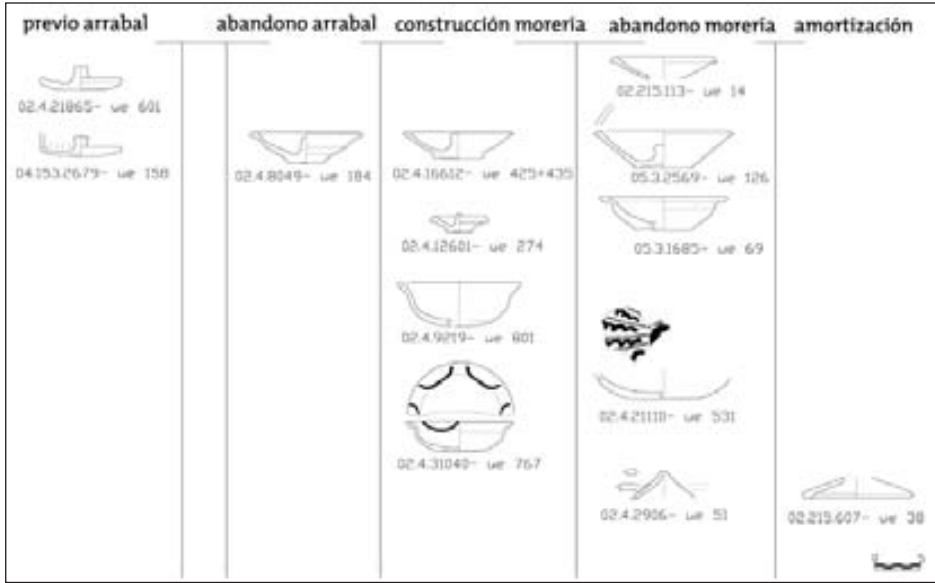 previo arrabal
abandono arrabal
construcción morería
abandono morería
amortización
02.4.21865- ue 601
04.153.2679- ue 158
02.4.8049- ue 184
02.4.16612- ue 425+435
02.4.12601- ue 274
02.4.9219- ue 801
02.4.31040- ue 767
02.215.113- ue 14
05.3.2569- ue 126
05.3.1685- ue 69
02.4.21110- ue 531
02.4.2906- ue 51
02.215.607- ue 38